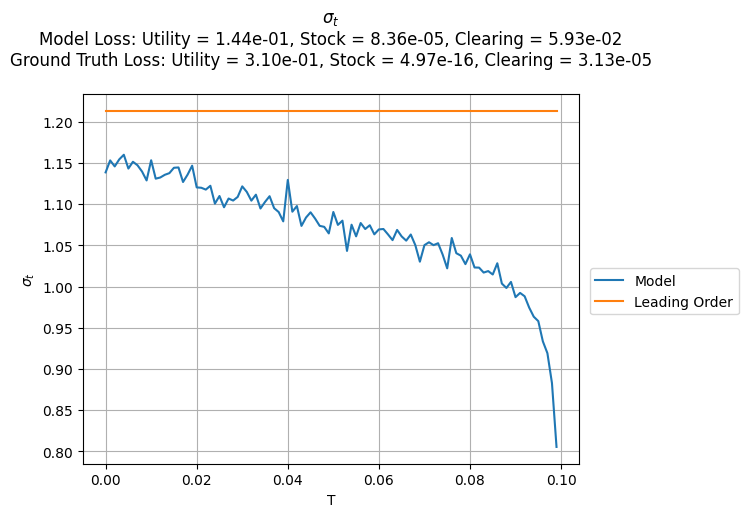 σt
Model Loss: Utility = 1.44e-01, Stock = 8.36e-05, Clearing = 5.93e-02
Ground Truth Loss: Utility = 3.10e-01, Stock = 4.97e-16, Clearing = 3.13e-05
1.20
1.15
1.10
1.05
1.00
0.95
0.90
0.85
0.80
σt
0.00 0.02 0.04 0.06 0.08 0.10
T
Model
Leading Order